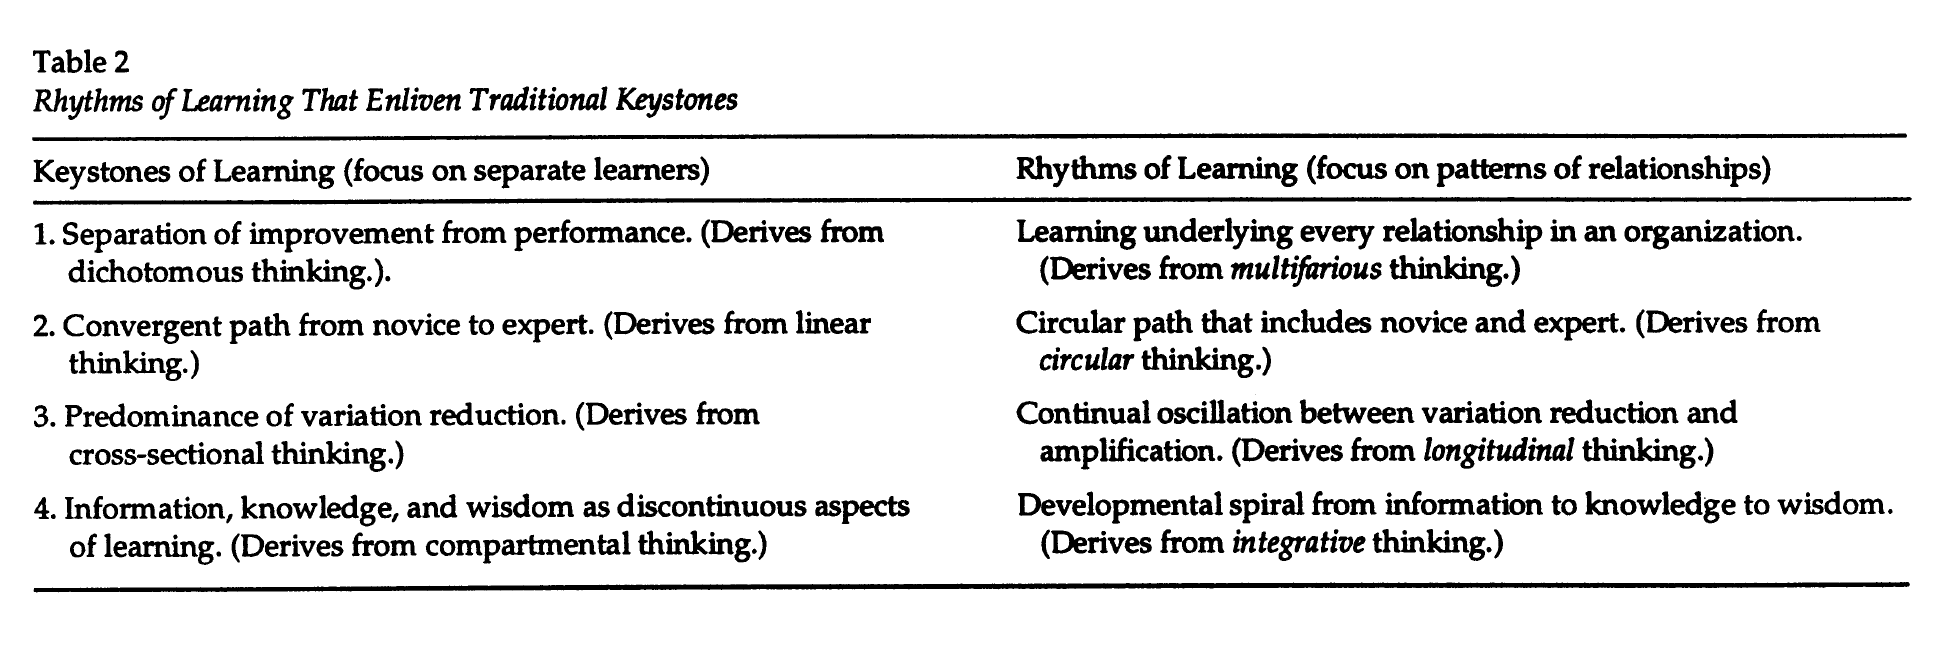 Table 2
Rhythms of Learning That Enliven Traditional Keystones
Keystones of Learning (focus on separate learners)
Rhythms of Learning (focus on patterns of relationships)
1. Separation of improvement from performance. (Derives from
dichotomous thinking.).
Learning underlying every relationship in an organization.
(Derives from multifarious thinking.)
2. Convergent path from novice to expert. (Derives from linear
thinking.)
Circular path that includes novice and expert. (Derives from
circular thinking.)
3. Predominance of variation reduction. (Derives from
cross-sectional thinking.)
Continual oscillation between variation reduction and
amplification. (Derives from longitudinal thinking.)
4. Information, knowledge, and wisdom as discontinuous aspects
of learning. (Derives from compartmental thinking.)
Developmental spiral from information to knowledge to wisdom.
(Derives from integrative thinking.)